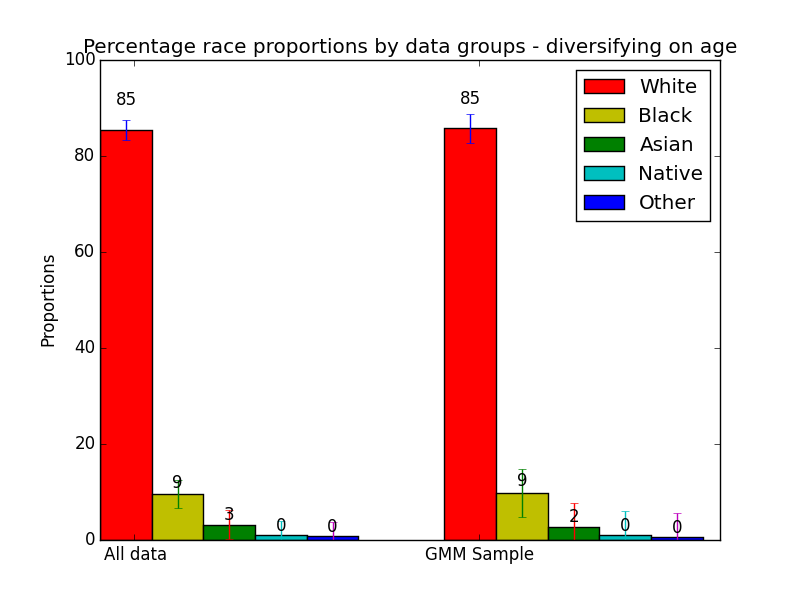 Percentage race proportions by data groups - diversifying on age
100
80
60
40
20
0
Proportions
85
9
3
0
0
85
9
2
0
0
White
Black
Asian
Native
Other
All data
GMM Sample